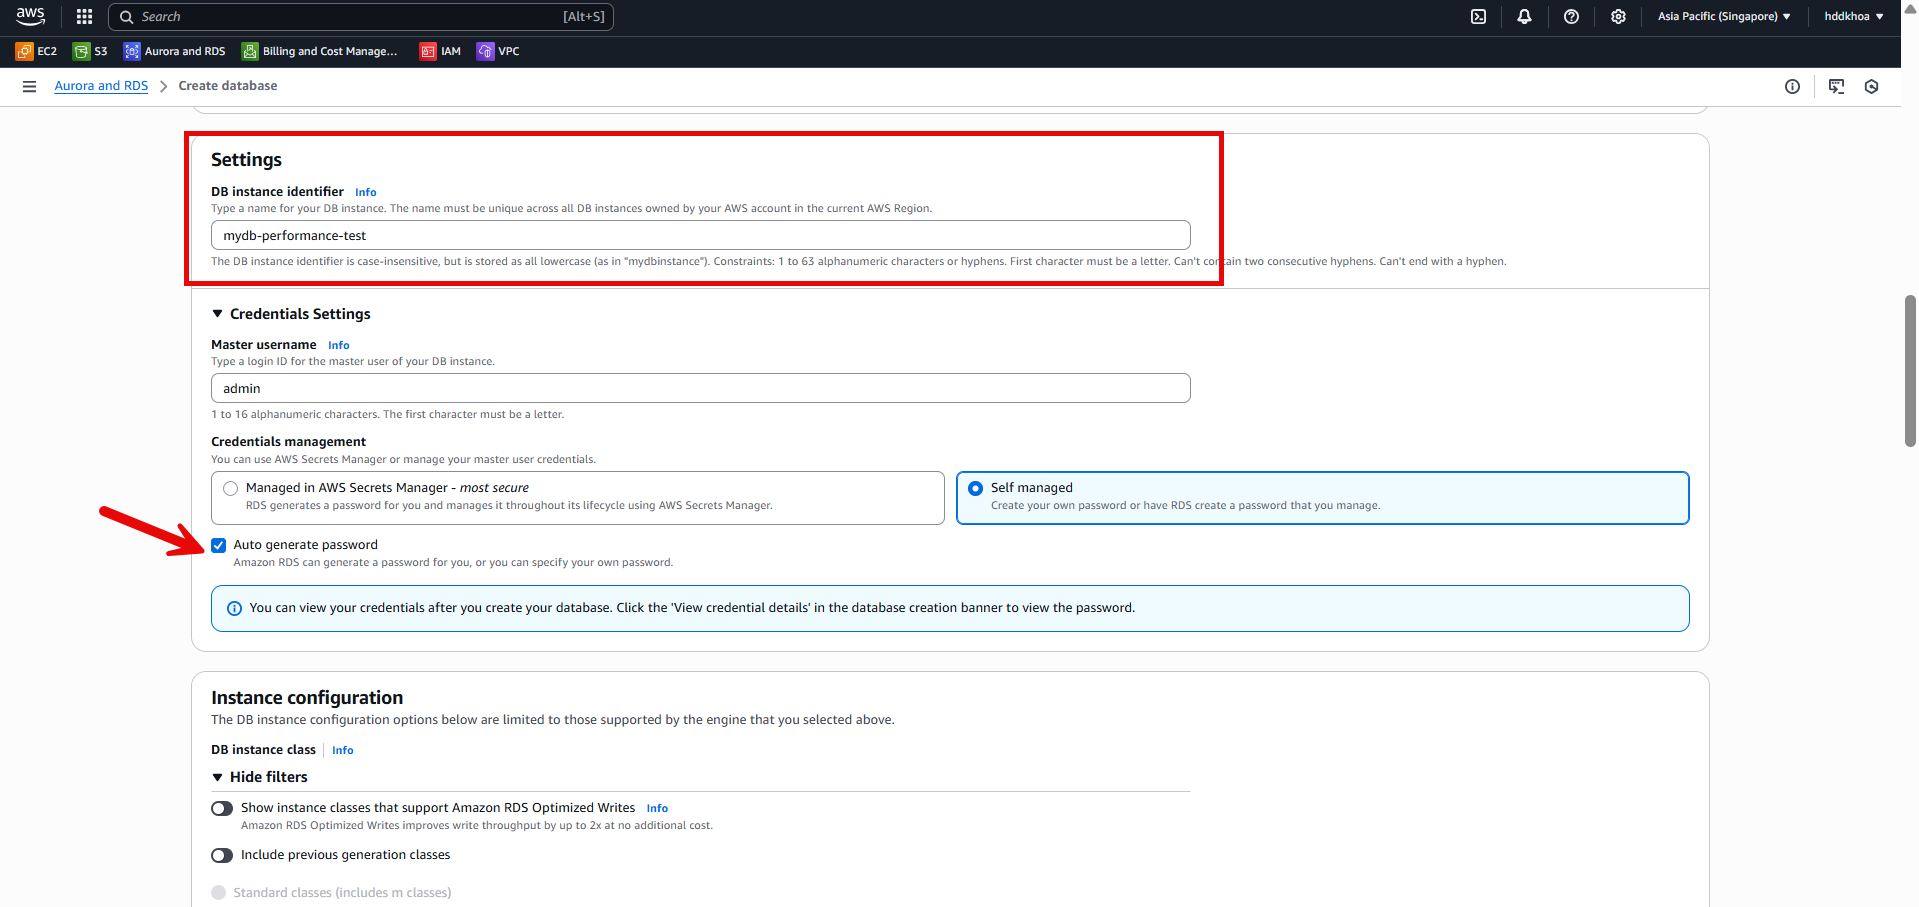 aws
Search [Alt+S]
Asia Pacific (Singapore) hddkhoa
EC2 S3 Aurora and RDS Billing and Cost Manage... IAM VPC
Aurora and RDS Create database
Settings
DB instance identifier Info
Type a name for your DB instance. The name must be unique across all DB instances owned by your AWS account in the current AWS Region.
mydb-performance-test
The DB instance identifier is case-insensitive, but is stored as all lowercase (as in "mydbinstance"). Constraints: 1 to 63 alphanumeric characters or hyphens. First character must be a letter. Can't contain two consecutive hyphens. Can't end with a hyphen.
Credentials Settings
Master username Info
Type a login ID for the master user of your DB instance.
admin
1 to 16 alphanumeric characters. The first character must be a letter.
Credentials management
You can use AWS Secrets Manager or manage your master user credentials.
Managed in AWS Secrets Manager - most secure
RDS generates a password for you and manages it throughout its lifecycle using AWS Secrets Manager.
Self managed
Create your own password or have RDS create a password that you manage.
Auto generate password
Amazon RDS can generate a password for you, or you can specify your own password.
You can view your credentials after you create your database. Click the 'View credential details' in the database creation banner to view the password.
Instance configuration
The DB instance configuration options below are limited to those supported by the engine that you selected above.
DB instance class Info
Hide filters
Show instance classes that support Amazon RDS Optimized Writes Info
Amazon RDS Optimized Writes improves write throughput by up to 2x at no additional cost.
Include previous generation classes
Standard classes (includes m classes)